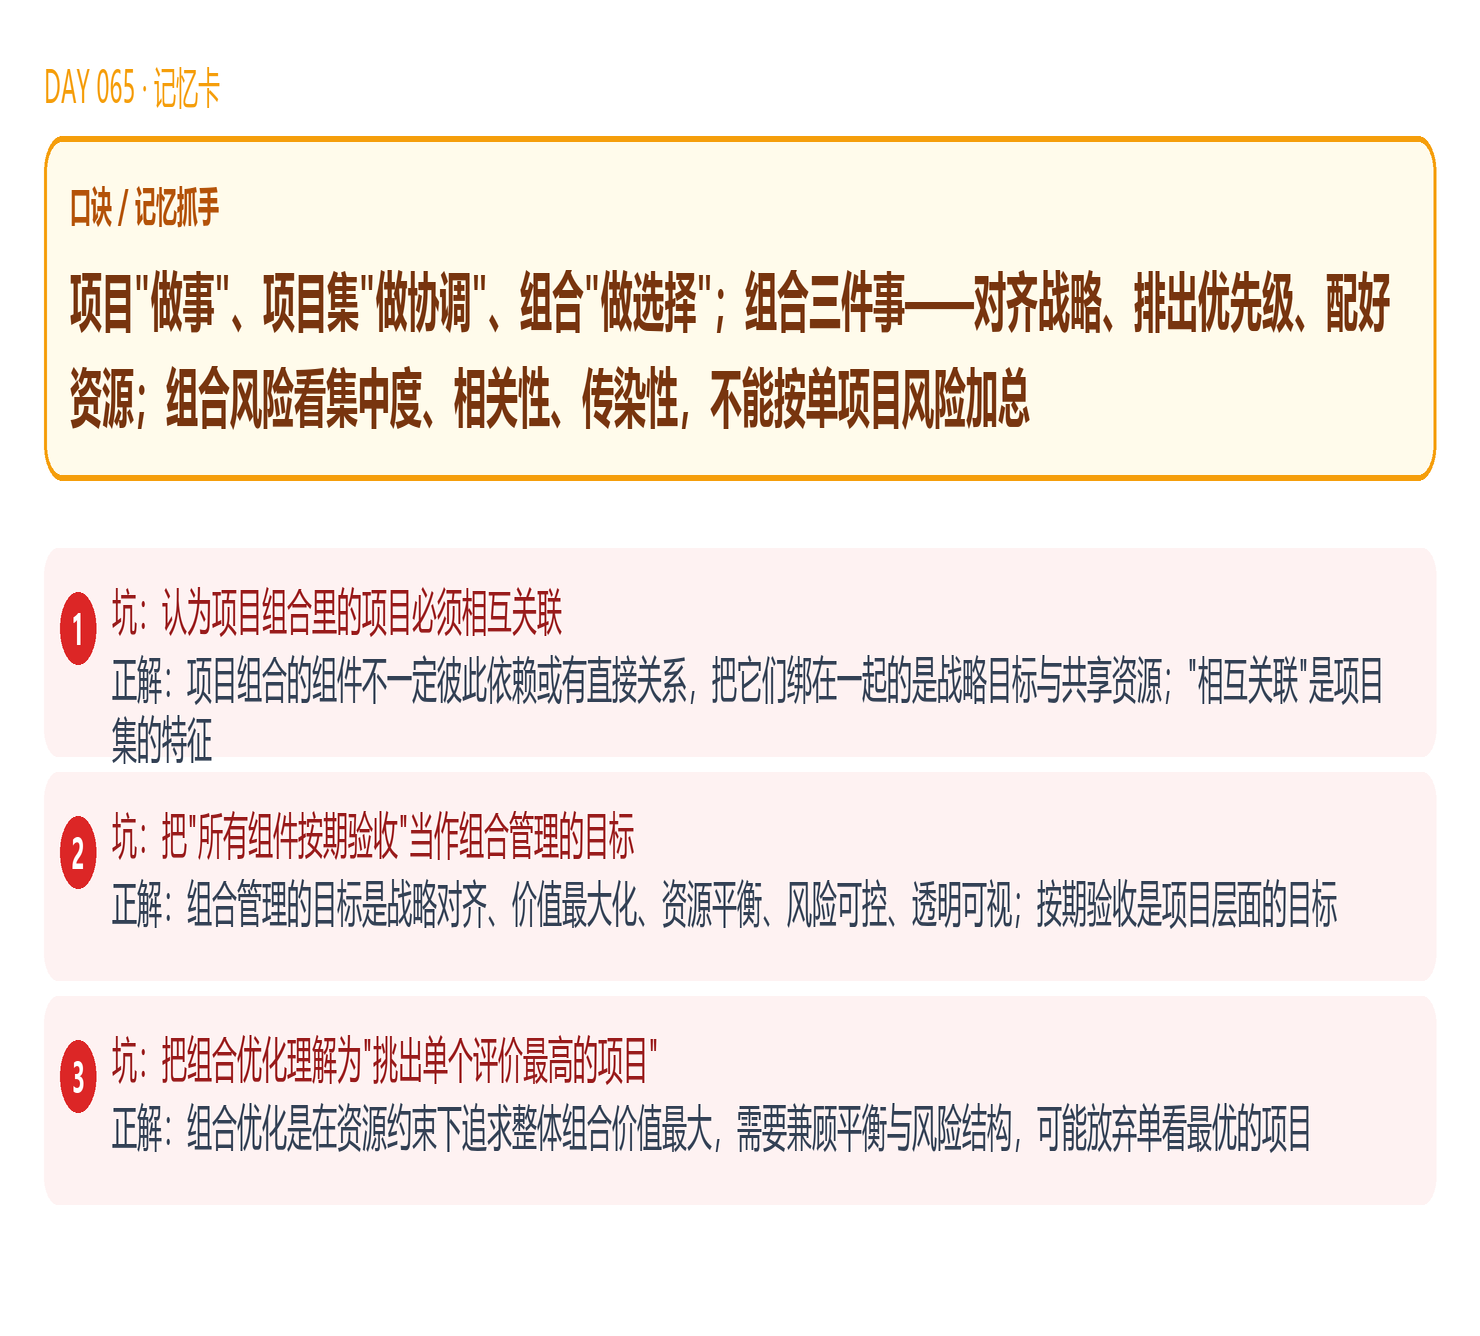 DAY 065 · 记忆卡
口诀 / 记忆抓手
项目"做事"、项目集"做协调"、组合"做选择"；组合三件事——对齐战略、排出优先级、配好
资源；组合风险看集中度、相关性、传染性，不能按单项目风险加总
1
坑：认为项目组合里的项目必须相互关联
正解：项目组合的组件不一定彼此依赖或有直接关系，把它们绑在一起的是战略目标与共享资源；"相互关联"是项目
集的特征
2
坑：把"所有组件按期验收"当作组合管理的目标
正解：组合管理的目标是战略对齐、价值最大化、资源平衡、风险可控、透明可视；按期验收是项目层面的目标
3
坑：把组合优化理解为"挑出单个评价最高的项目"
正解：组合优化是在资源约束下追求整体组合价值最大，需要兼顾平衡与风险结构，可能放弃单看最优的项目